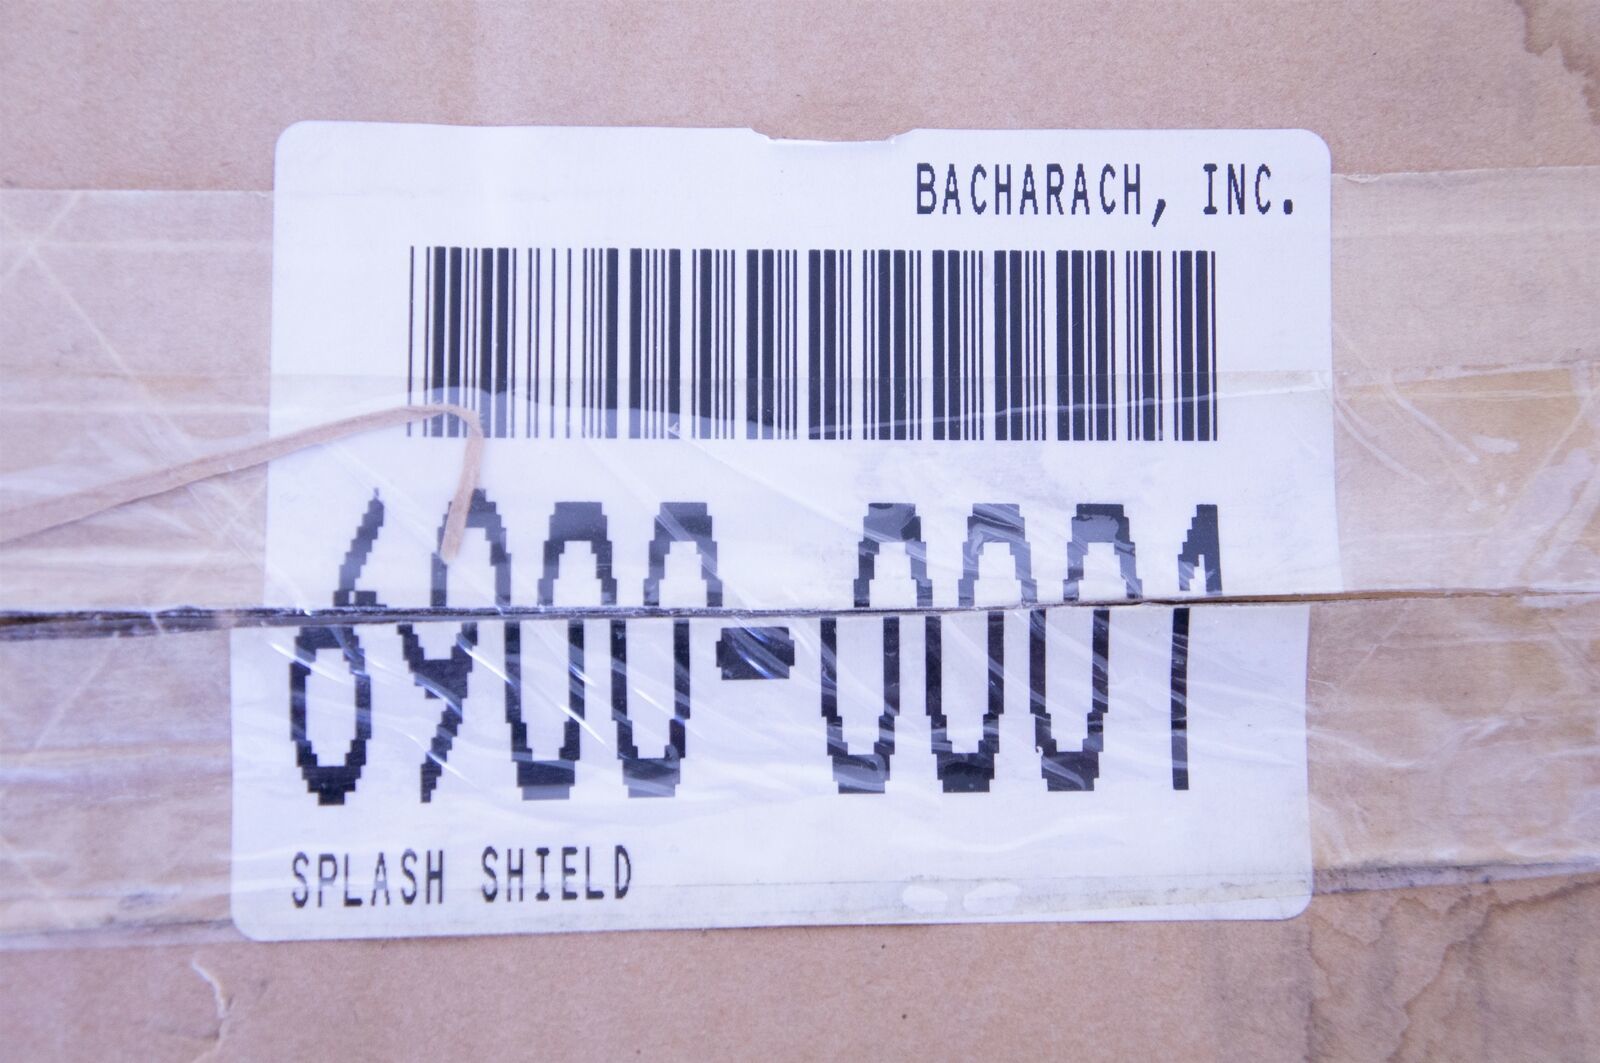 BACHARACH, INC.
6900-0001
SPLASH SHIELD